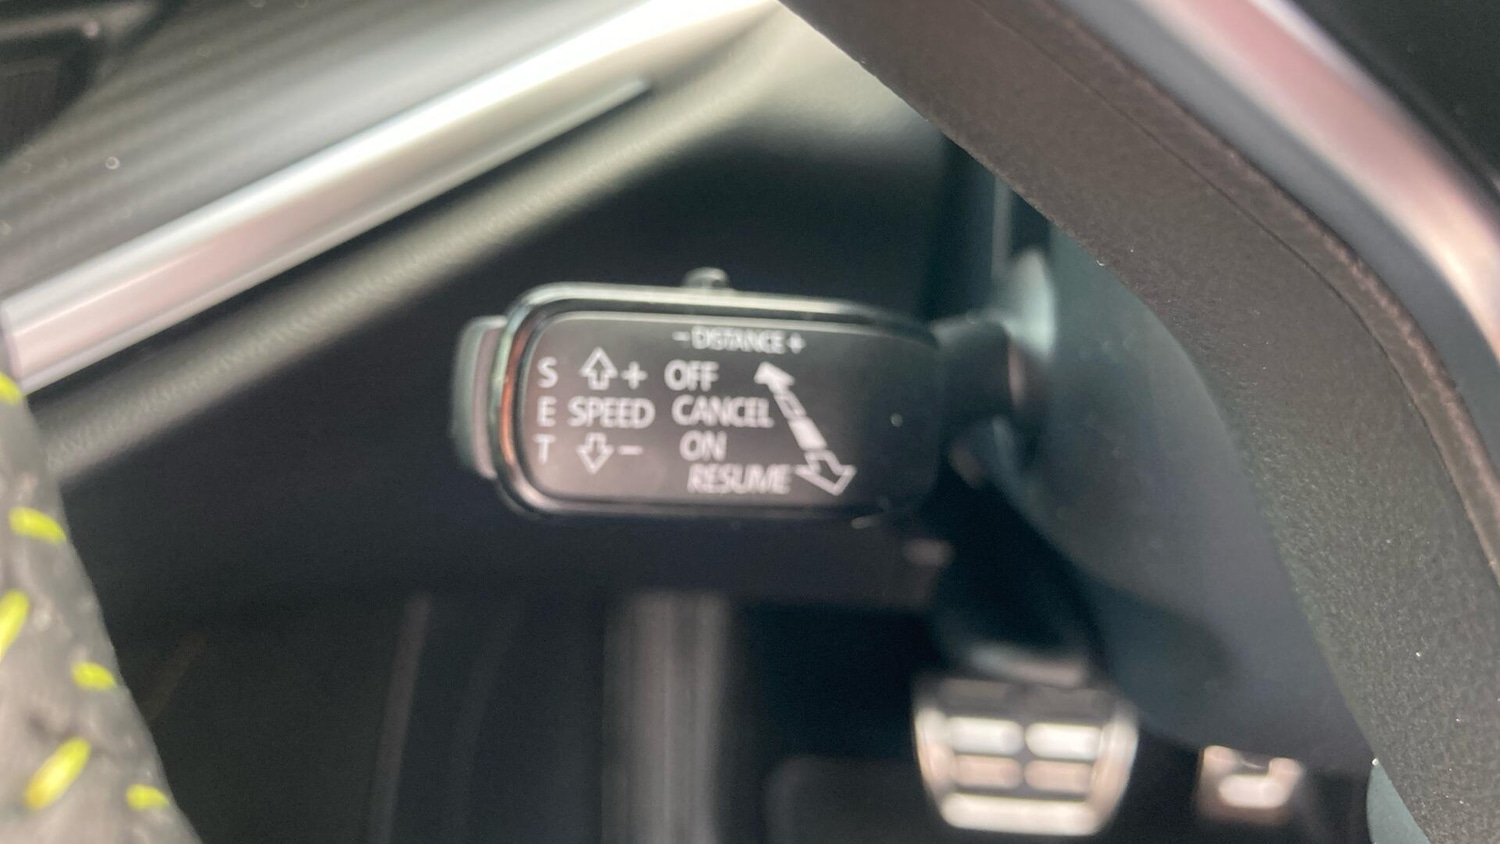 - DISTANCE +
S + OFF
E SPEED CANCEL
T - ON
RESUME